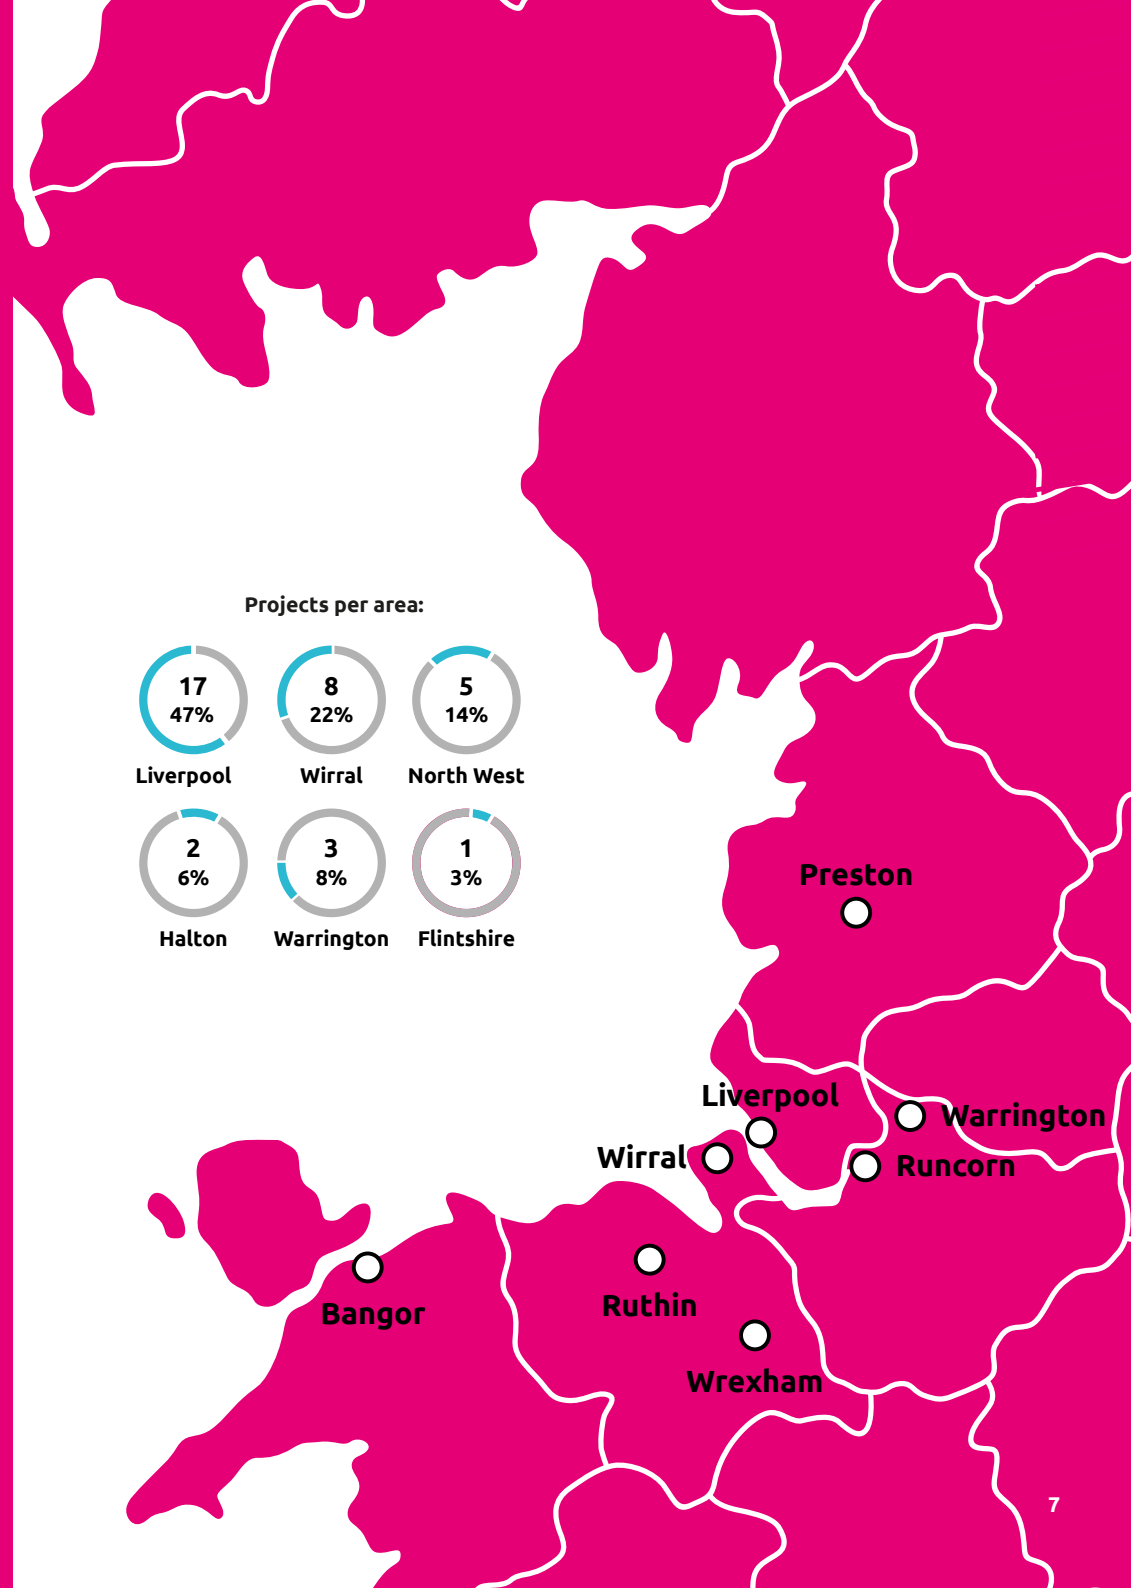 Projects per area:
17
47%
Liverpool
8
22%
Wirral
5
14%
North West
2
6%
Halton
3
8%
Warrington
1
3%
Flintshire
Preston
Liverpool
Warrington
Wirral
Runcorn
Bangor
Ruthin
Wrexham
7